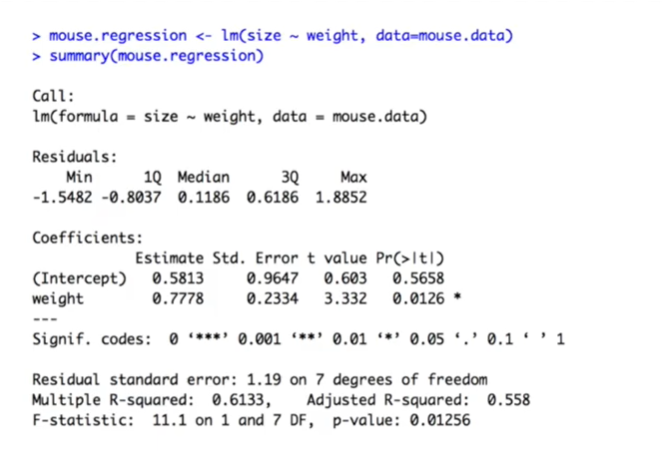 > mouse.regression <- lm(size ~ weight, data=mouse.data)
> summary(mouse.regression)
Call:
lm(formula = size ~ weight, data = mouse.data)
Residuals:
Min 1Q Median 3Q Max
-1.5482 -0.8037 0.1186 0.6186 1.8852
Coefficients:
Estimate Std. Error t value Pr(>|t|)
(Intercept) 0.5813 0.9647 0.603 0.5658
weight 0.7778 0.2334 3.332 0.0126 *
---
Signif. codes: 0 ‘***’ 0.001 ‘**’ 0.01 ‘*’ 0.05 ‘.’ 0.1 ‘ ’ 1
Residual standard error: 1.19 on 7 degrees of freedom
Multiple R-squared: 0.6133, Adjusted R-squared: 0.558
F-statistic: 11.1 on 1 and 7 DF, p-value: 0.01256